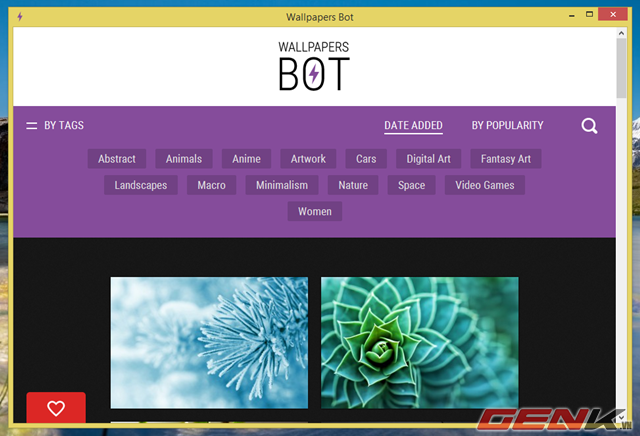 Wallpapers Bot
WALLPAPERS
BOT
BY TAGS DATE ADDED BY POPULARITY
Abstract Animals Anime Artwork Cars Digital Art Fantasy Art
Landscapes Macro Minimalism Nature Space Video Games
Women
GENK
.VN